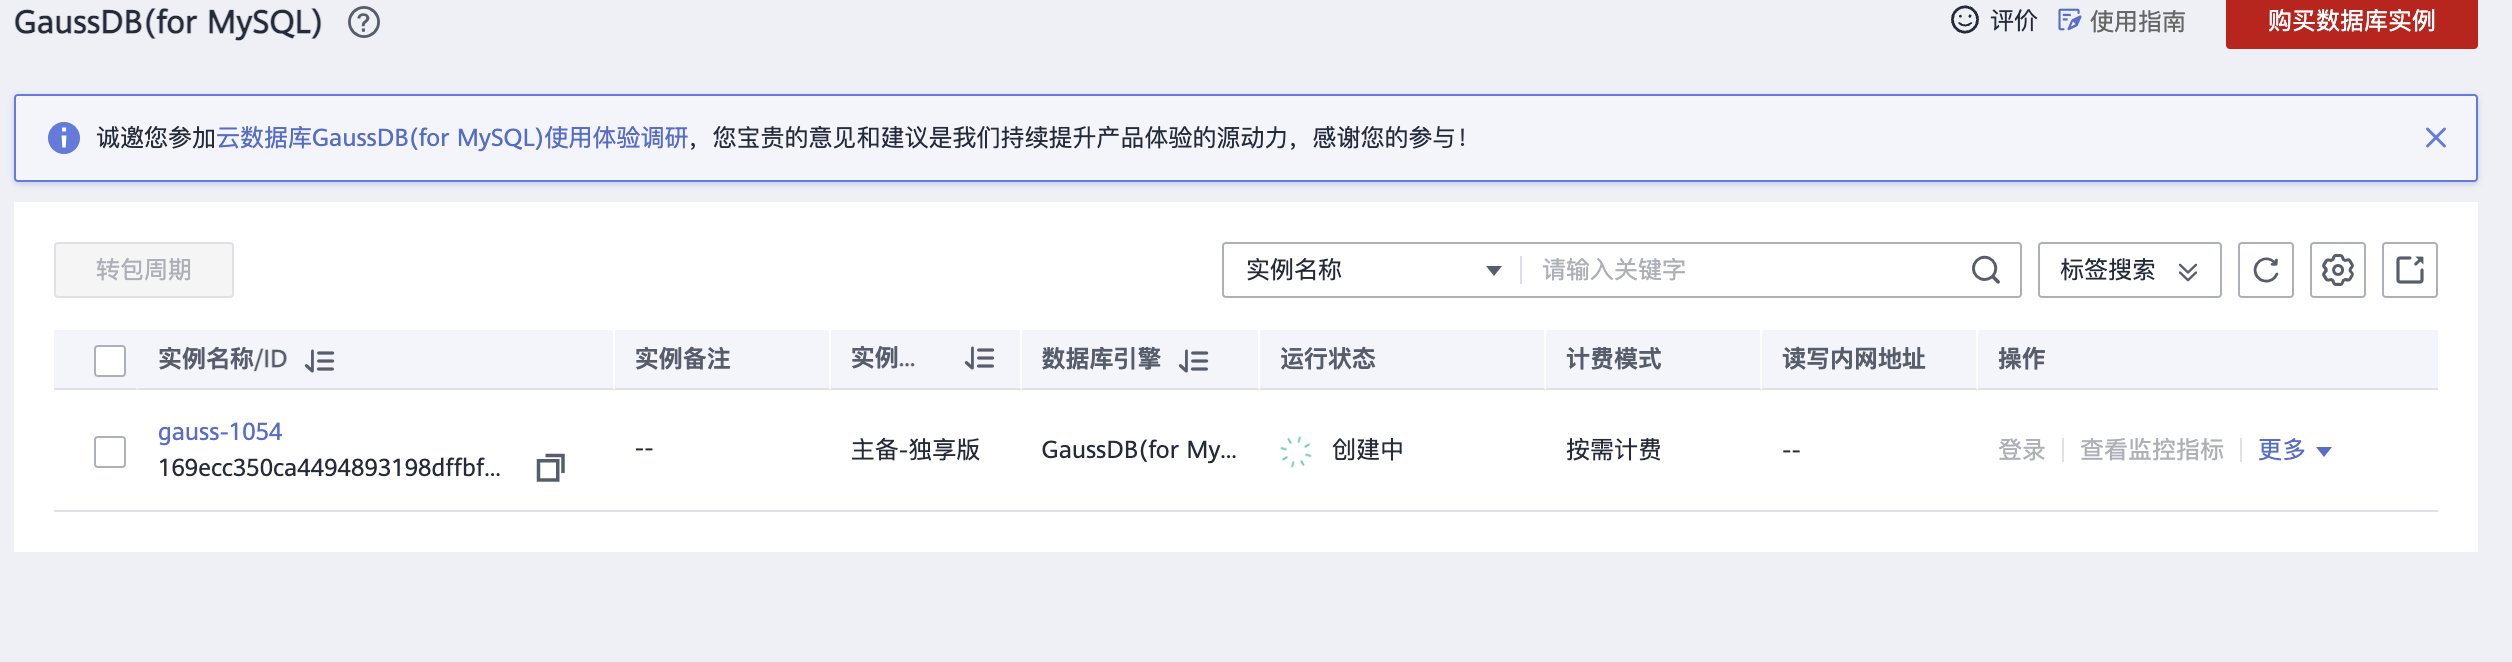 GaussDB(for MySQL)
评价 使用指南 购买数据库实例
诚邀您参加云数据库GaussDB(for MySQL)使用体验调研，您宝贵的意见和建议是我们持续提升产品体验的源动力，感谢您的参与！
转包周期 实例名称 请输入关键字 标签搜索
实例名称/ID 实例备注 实例... 数据库引擎 运行状态 计费模式 读写内网地址 操作
gauss-1054
169ecc350ca4494893198dffbf... -- 主备-独享版 GaussDB(for My... 创建中 按需计费 -- 登录 查看监控指标 更多